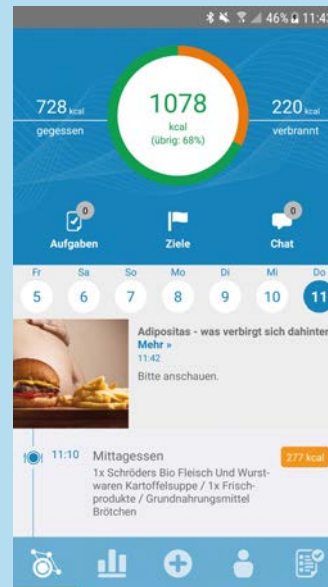 46% 11:43
728 kcal
gegessen
1078
kcal
(übrig: 68%)
220 kcal
verbrannt
0
Aufgaben
Ziele
0
Chat
Fr Sa So Mo Di Mi Do
5 6 7 8 9 10 11
Adipositas - was verbirgt sich dahinter
Mehr »
11:42
Bitte anschauen.
11:10 Mittagessen 277 kcal
1x Schröders Bio Fleisch Und Wurst-
waren Kartoffelsuppe / 1x Frisch-
produkte / Grundnahrungsmittel
Brötchen